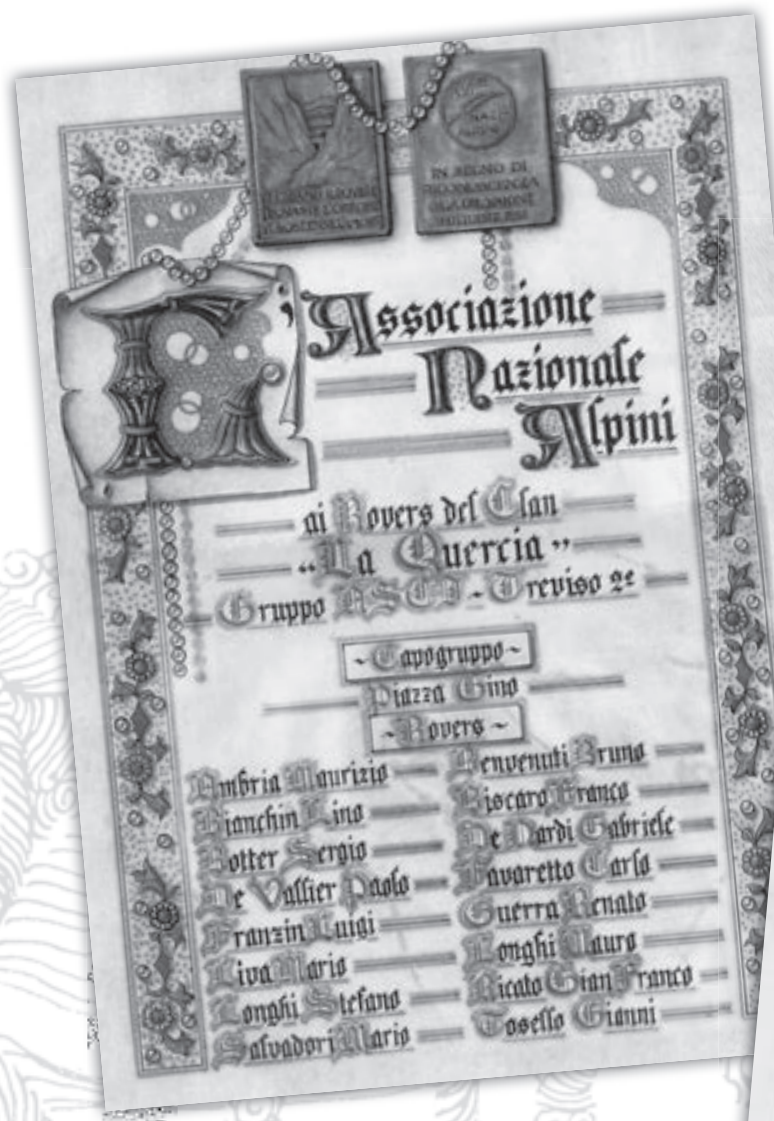 IN SEGNO DI
RICONOSCENZA
L'Associazione
Nazionale
Alpini
ai Rovers del Clan
"La Quercia"
Gruppo ASCI - Treviso 2º
~ Capogruppo ~
Piazza Gino
~ Rovers ~
Ambria Maurizio
Bianchin Lino
Botter Sergio
De Vallier Paolo
Franzin Luigi
Liva Mario
Longhi Stefano
Salvadori Mario
Benvenuti Bruno
Biscaro Franco
De Nardi Gabriele
Favaretto Carlo
Guerra Renato
Longhi Mauro
Ricato Gian Franco
Tosello Gianni